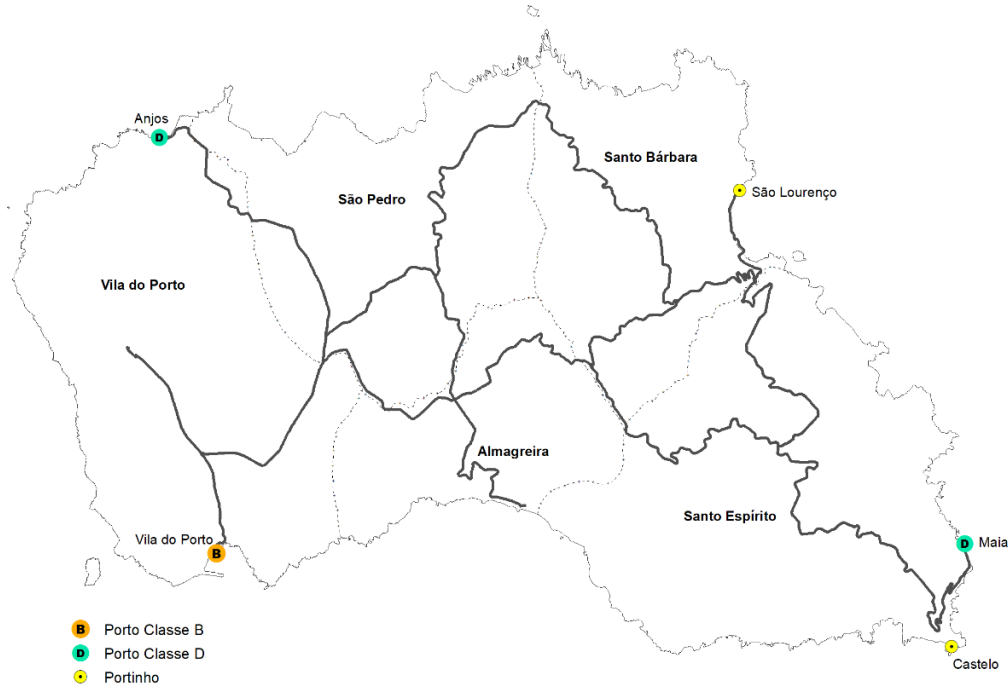 Anjos
D
Santo Bárbara
São Pedro
São Lourenço
Vila do Porto
Almagreira
Santo Espírito
Vila do Porto
B
D
Maia
B Porto Classe B
D Porto Classe D
Portinho
Castelo